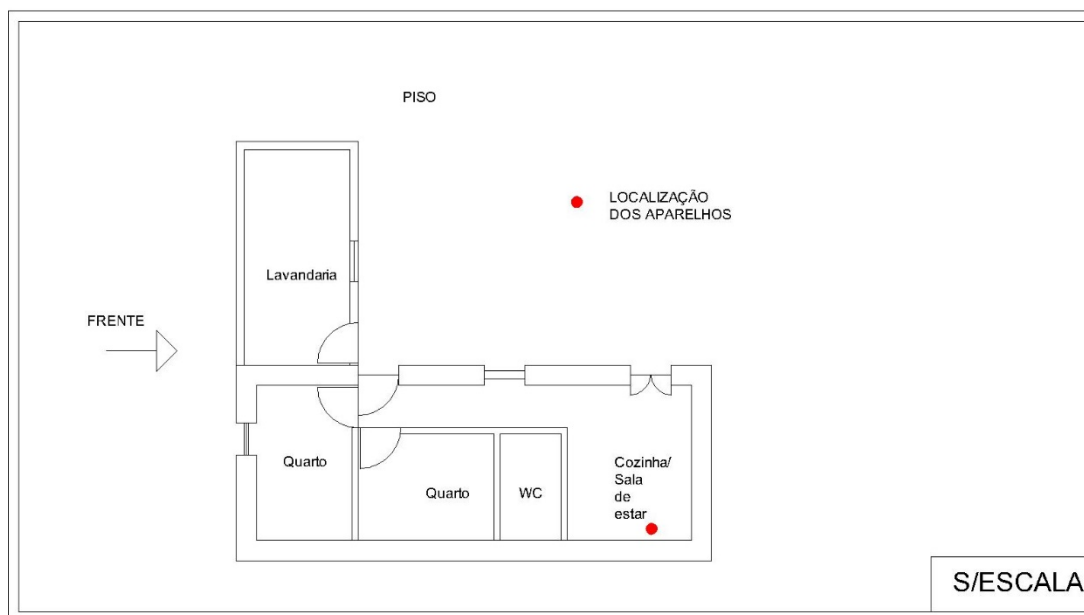 PISO
LOCALIZAÇÃO
DOS APARELHOS
Lavandaria
FRENTE
Quarto
Quarto
WC
Cozinha/
Sala
de
estar
S/ESCALA